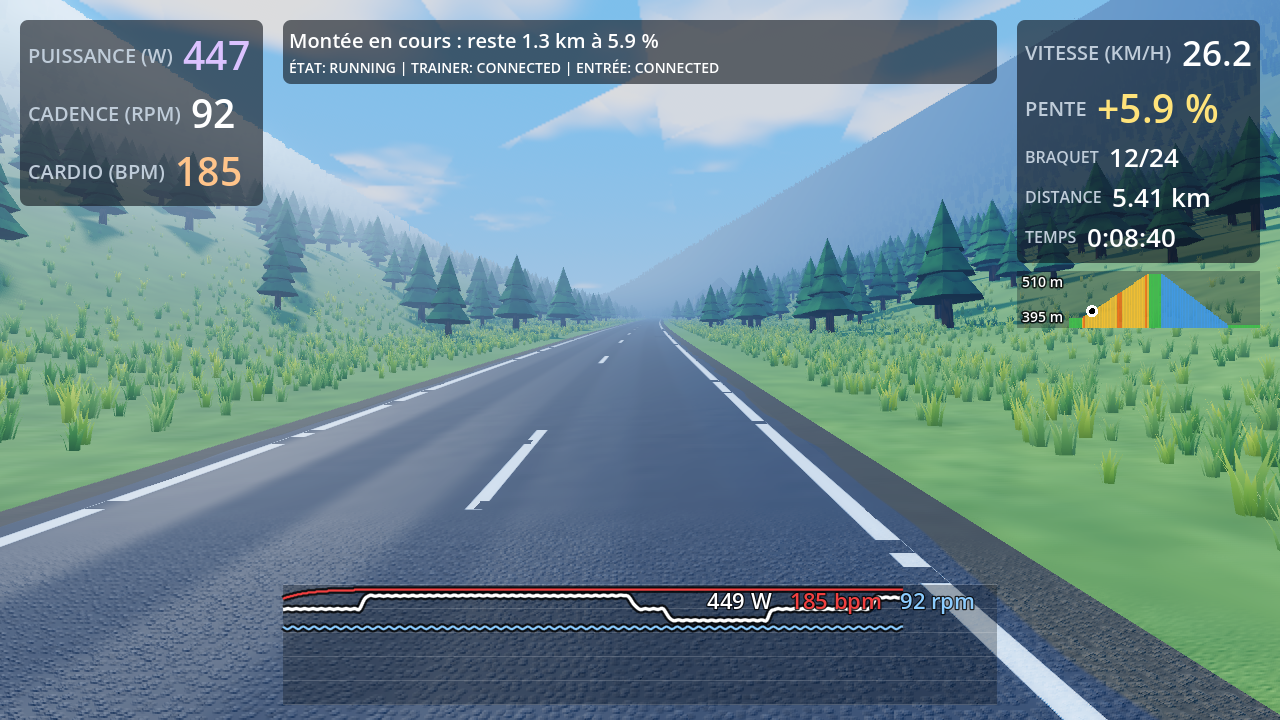 PUISSANCE (W) 447
CADENCE (RPM) 92
CARDIO (BPM) 185
Montée en cours : reste 1.3 km à 5.9 %
ÉTAT: RUNNING | TRAINER: CONNECTED | ENTRÉE: CONNECTED
VITESSE (KM/H) 26.2
PENTE +5.9 %
BRAQUET 12/24
DISTANCE 5.41 km
TEMPS 0:08:40
510 m
395 m
449 W 185 bpm 92 rpm